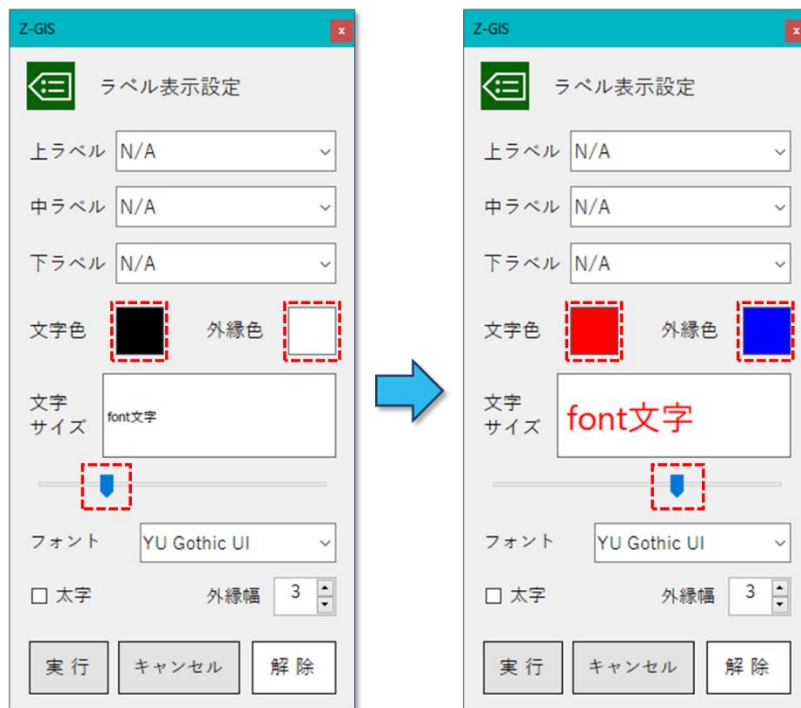 Z-GIS
x
ラベル表示設定
上ラベル N/A
中ラベル N/A
下ラベル N/A
文字色 外縁色
文字
サイズ
font文字
フォント YU Gothic UI
太字 外縁幅 3
実行 キャンセル 解除
Z-GIS
x
ラベル表示設定
上ラベル N/A
中ラベル N/A
下ラベル N/A
文字色 外縁色
文字
サイズ
font文字
フォント YU Gothic UI
太字 外縁幅 3
実行 キャンセル 解除